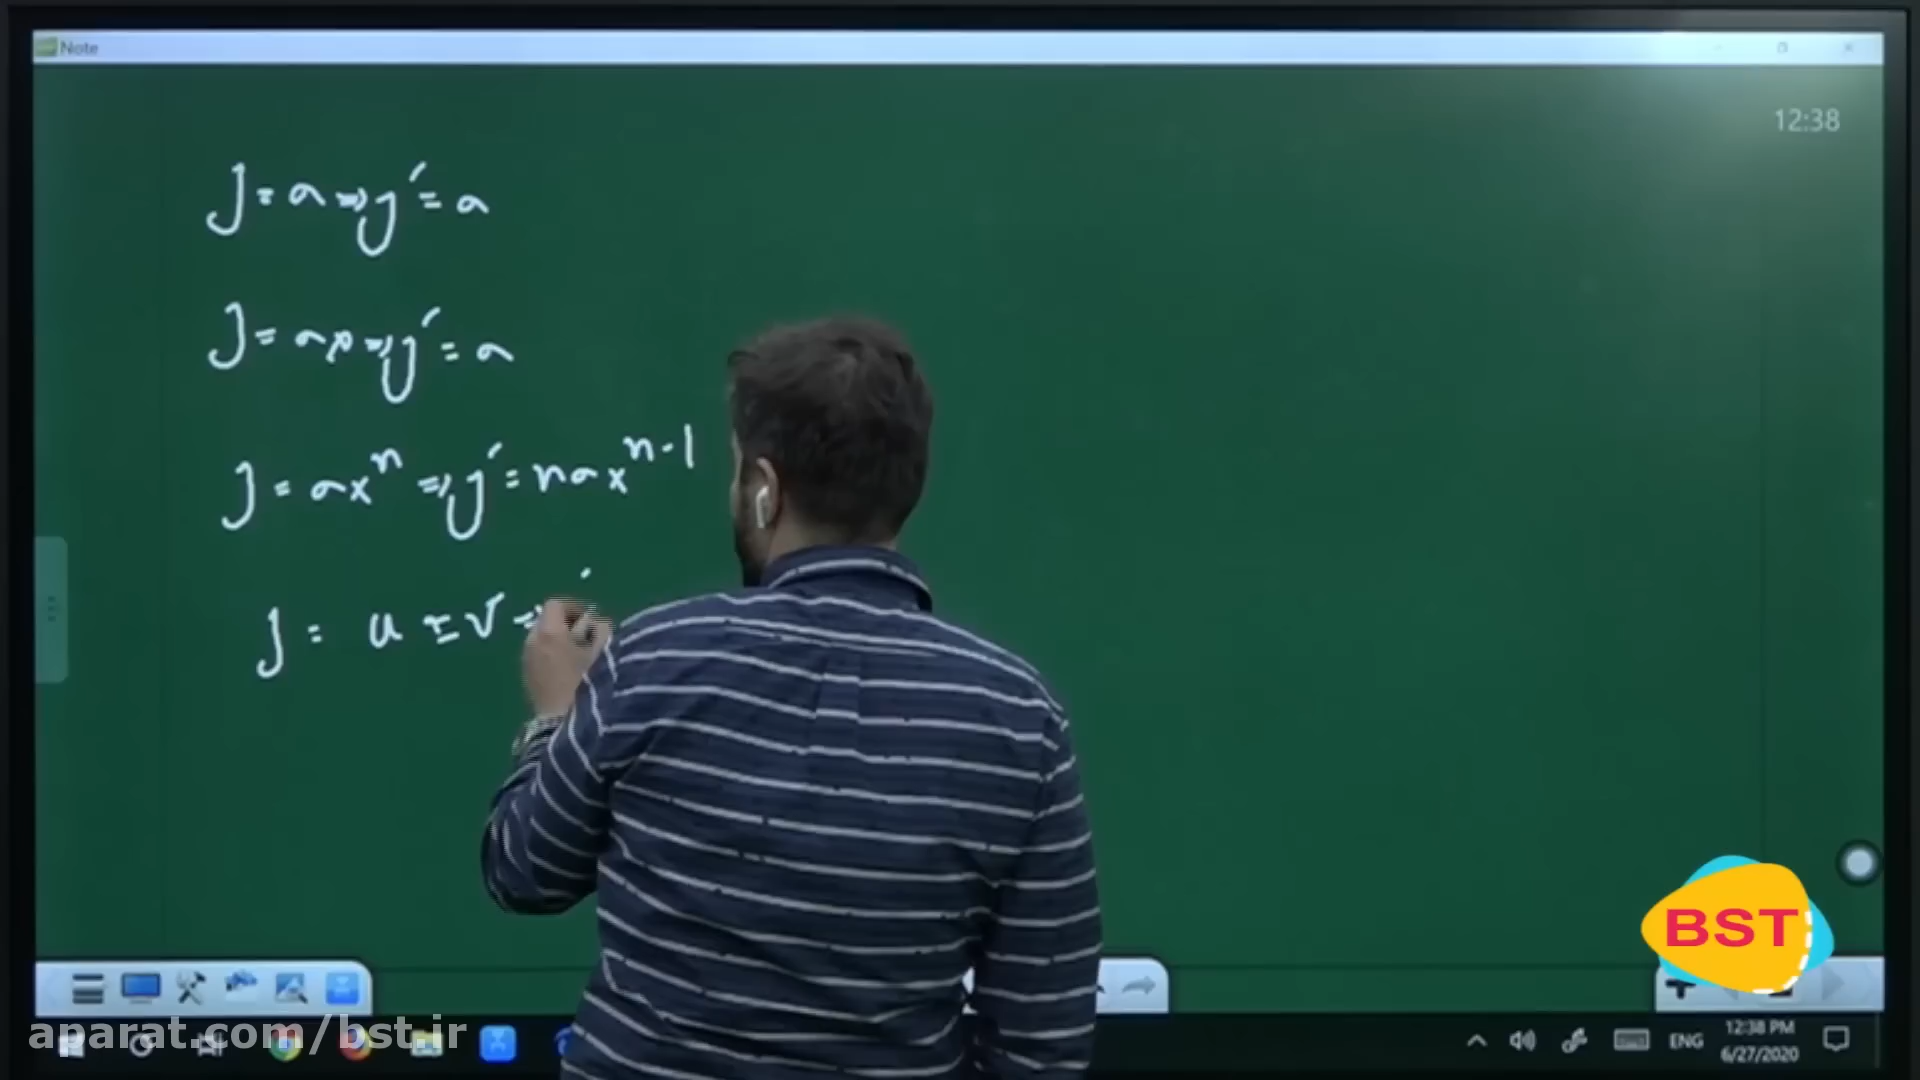 Note
12:38
y = a ⇒ y′ = a
y = ax ⇒ y′ = a
y = axⁿ ⇒ y′ = naxⁿ⁻¹
y = u ± v ⇒
BST
aparat.com/bst.ir
ENG
12:38 PM
6/27/2020